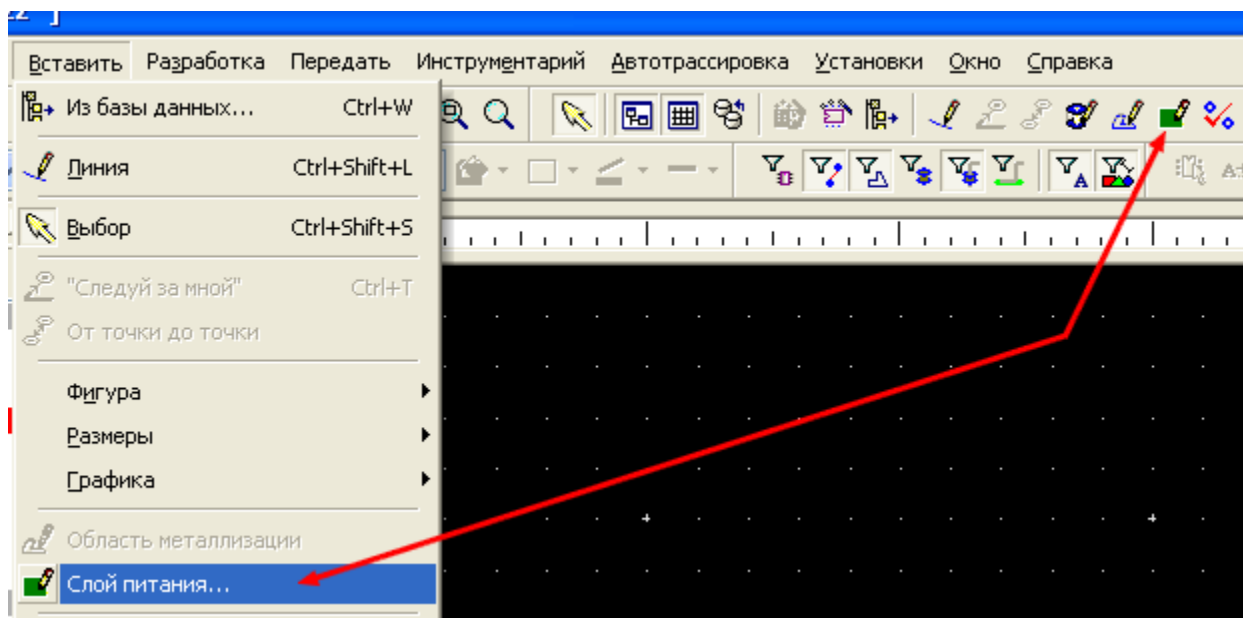 Вставить Разработка Передать Инструментарий Автотрассировка Установки Окно Справка
Из базы данных... Ctrl+W
Линия Ctrl+Shift+L
Выбор Ctrl+Shift+S
"Следуй за мной" Ctrl+T
От точки до точки
Фигура
Размеры
Графика
Область металлизации
Слой питания...